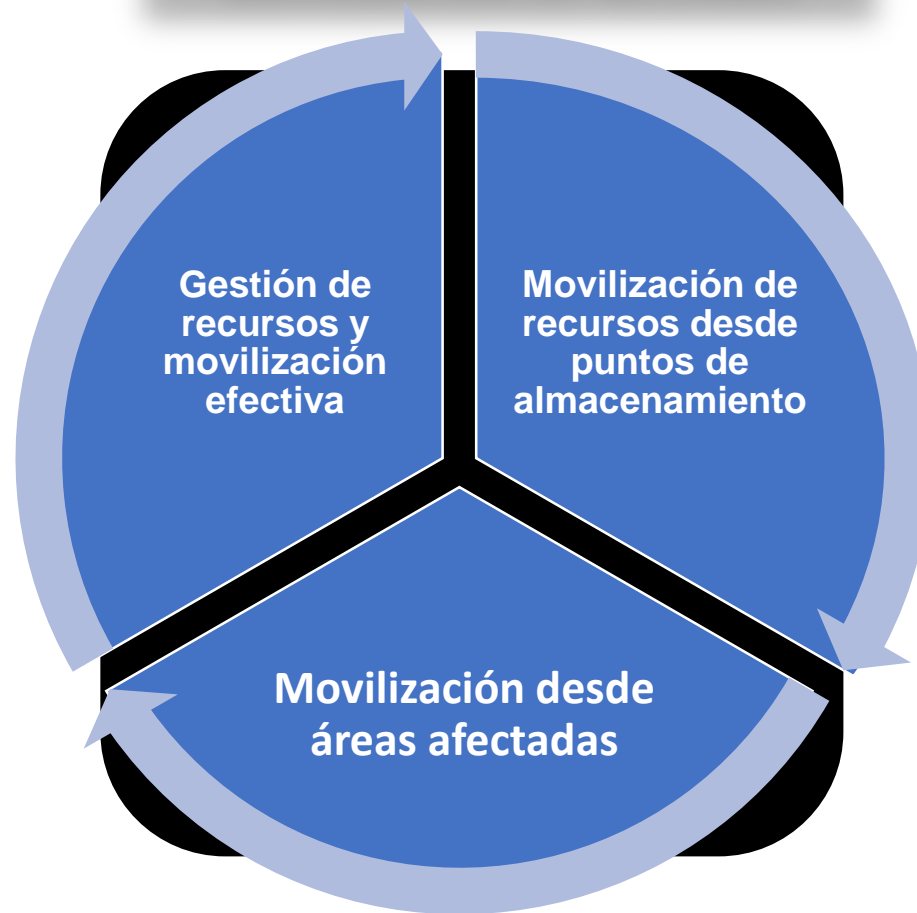 Gestión de
recursos y
movilización
efectiva
Movilización de
recursos desde
puntos de
almacenamiento
Movilización desde
áreas afectadas